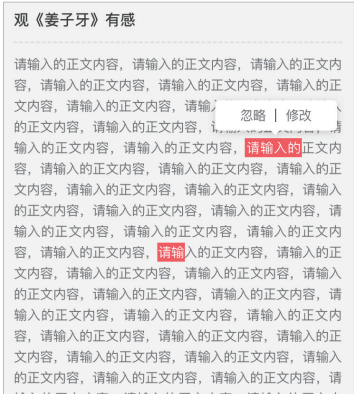 观《姜子牙》有感
请输入的正文内容，请输入的正文内容，请输入的正文内
容，请输入的正文内容，请输入的正文内容，请输入的正
文内容，请输入的正文内容，请输
忽略 | 修改
的正文内容，请输入的正文内容，请输入的正文内容，请
输入的正文内容，请输入的正文内容，请输入的正文内
容，请输入的正文内容，请输入的正文内容，请输入的正
文内容，请输入的正文内容，请输入的正文内容，请输入
的正文内容，请输入的正文内容，请输入的正文内容，请
输入的正文内容，请输入的正文内容，请输入的正文内
容，请输入的正文内容，请输入的正文内容，请输入的正
文内容，请输入的正文内容，请输入的正文内容，请输入
的正文内容，请输入的正文内容，请输入的正文内容，请
输入的正文内容，请输入的正文内容，请输入的正文内
容，请输入的正文内容，请输入的正文内容，请输入的正
文内容，请输入的正文内容，请输入的正文内容，请输入
的正文内容，请输入的正文内容，请输入的正文内容，请